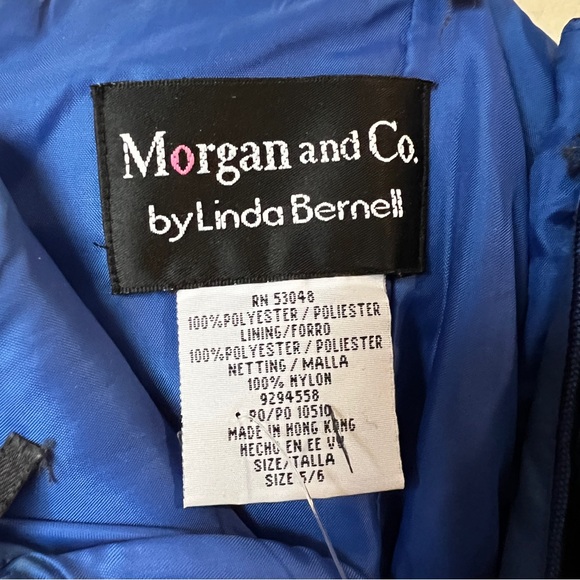 Morgan and Co.
by Linda Bernell
RN 53048
100%POLYESTER / POLIESTER
LINING/FORRO
100%POLYESTER / POLIESTER
NETTING / MALLA
100% NYLON
9294558
PO/PO 10510
MADE IN HONG KONG
HECHO EN EE VV
SIZE/TALLA
SIZE 5/6